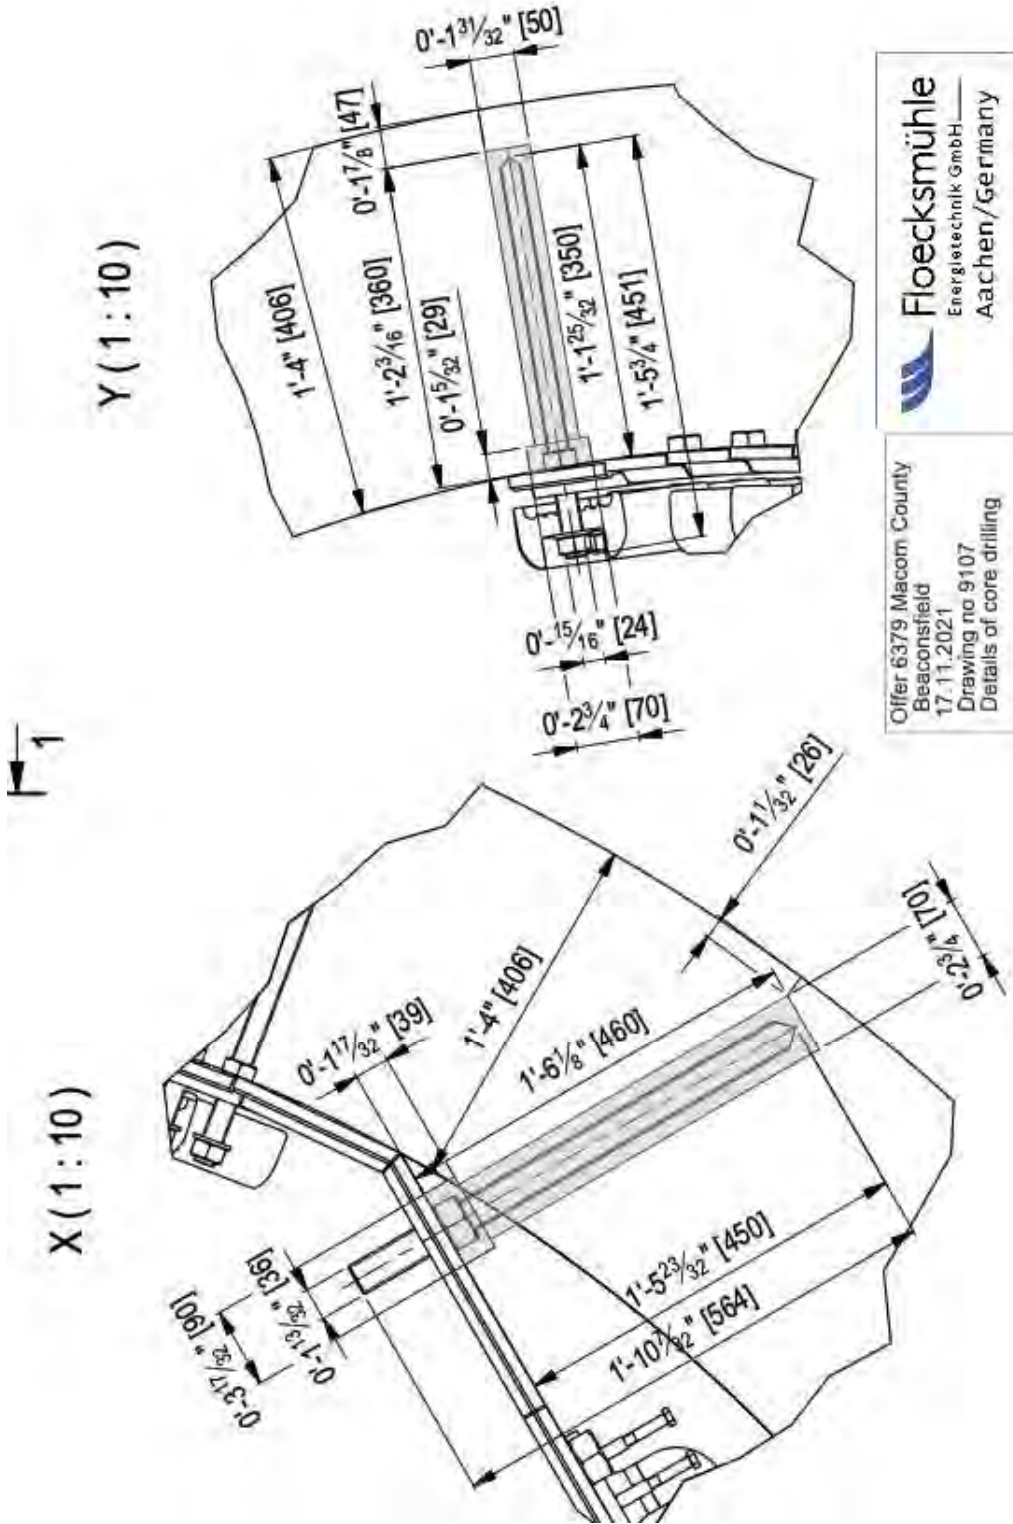 Y ( 1 : 10 )
0'-1 31/32" [50]
0'-1 7/8" [47]
1'-4" [406]
1'-2 3/16" [360]
0'-1 5/32" [29]
1'-1 25/32" [350]
1'-5 3/4" [451]
0'-15/16" [24]
0'-2 3/4" [70]
Floecksmühle
Energietechnik GmbH
Aachen/Germany
Offer 6379 Macom County
Beaconsfield
17.11.2021
Drawing no 9107
Details of core drilling
1
X ( 1 : 10 )
0'-1 17/32" [39]
1'-4" [406]
0'-1 1/32" [26]
1'-6 1/8" [460]
0'-2 3/4" [70]
0'-3 17/32" [90]
0'-1 13/32" [36]
1'-5 23/32" [450]
1'-10 7/32" [564]